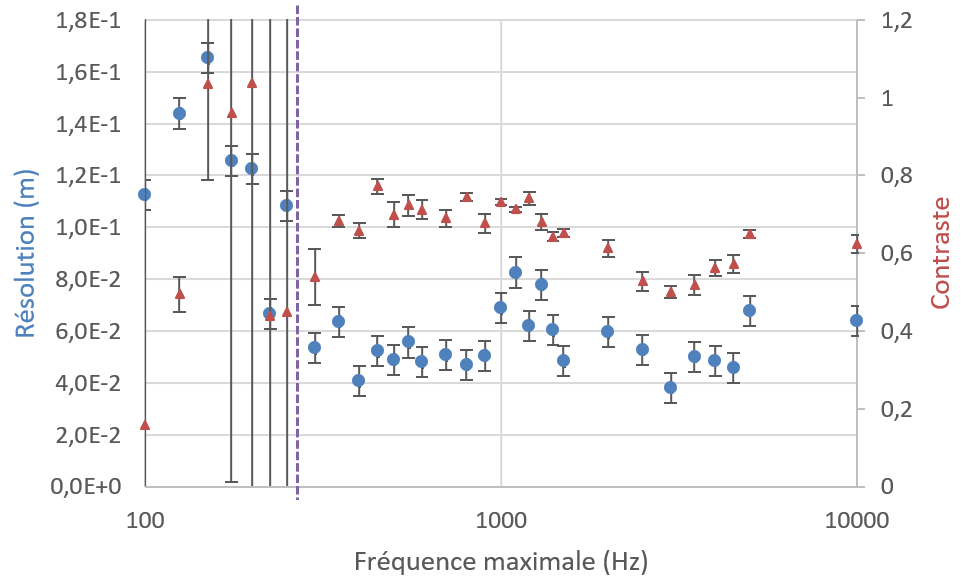 1,8E-1
1,6E-1
1,4E-1
1,2E-1
1,0E-1
8,0E-2
6,0E-2
4,0E-2
2,0E-2
0,0E+0
Résolution (m)
1,2
1
0,8
0,6
0,4
0,2
0
Contraste
100
1000
10000
Fréquence maximale (Hz)